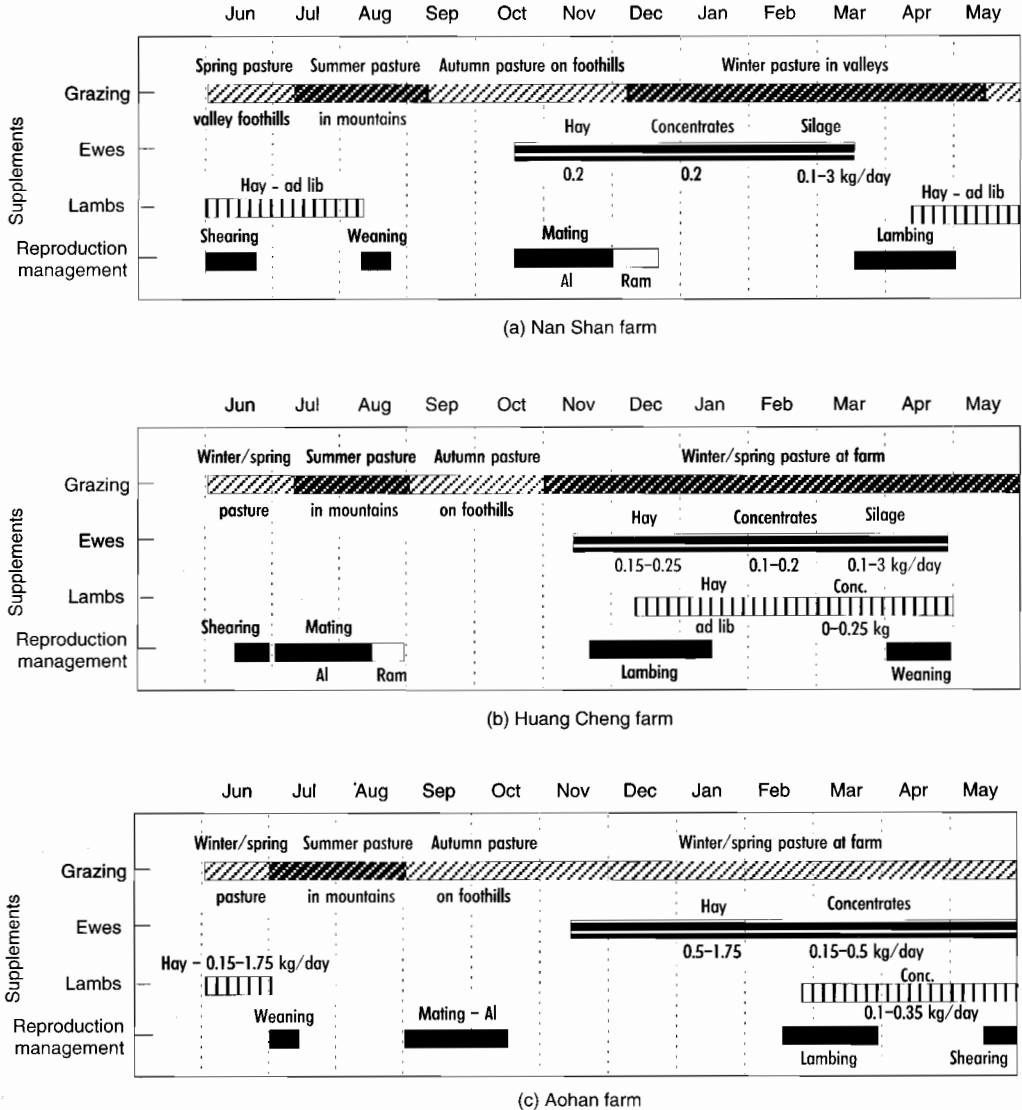 Jun Jul Aug Sep Oct Nov Dec Jan Feb Mar Apr May
Spring pasture Summer pasture Autumn pasture on foothills Winter pasture in valleys
Grazing
valley foothills in mountains
Hay Concentrates Silage
Ewes
0.2 0.2 0.1–3 kg/day
Supplements
Hay - ad lib Hay - ad lib
Lambs
Shearing Weaning Mating Lambing
Reproduction
management
AI Ram
(a) Nan Shan farm
Jun Jul Aug Sep Oct Nov Dec Jan Feb Mar Apr May
Winter/spring Summer pasture Autumn pasture Winter/spring pasture at farm
Grazing
pasture in mountains on foothills
Hay Concentrates Silage
Ewes
0.15–0.25 0.1–0.2 0.1–3 kg/day
Supplements
Hay Conc.
Lambs
ad lib 0–0.25 kg
Shearing Mating
Reproduction
management
AI Ram Lambing Weaning
(b) Huang Cheng farm
Jun Jul Aug Sep Oct Nov Dec Jan Feb Mar Apr May
Winter/spring Summer pasture Autumn pasture Winter/spring pasture at farm
Grazing
pasture in mountains on foothills
Hay Concentrates
Ewes
0.5–1.75 0.15–0.5 kg/day
Supplements
Hay - 0.15–1.75 kg/day Conc.
Lambs
0.1–0.35 kg/day
Weaning Mating - AI
Reproduction
management
Lambing Shearing
(c) Aohan farm